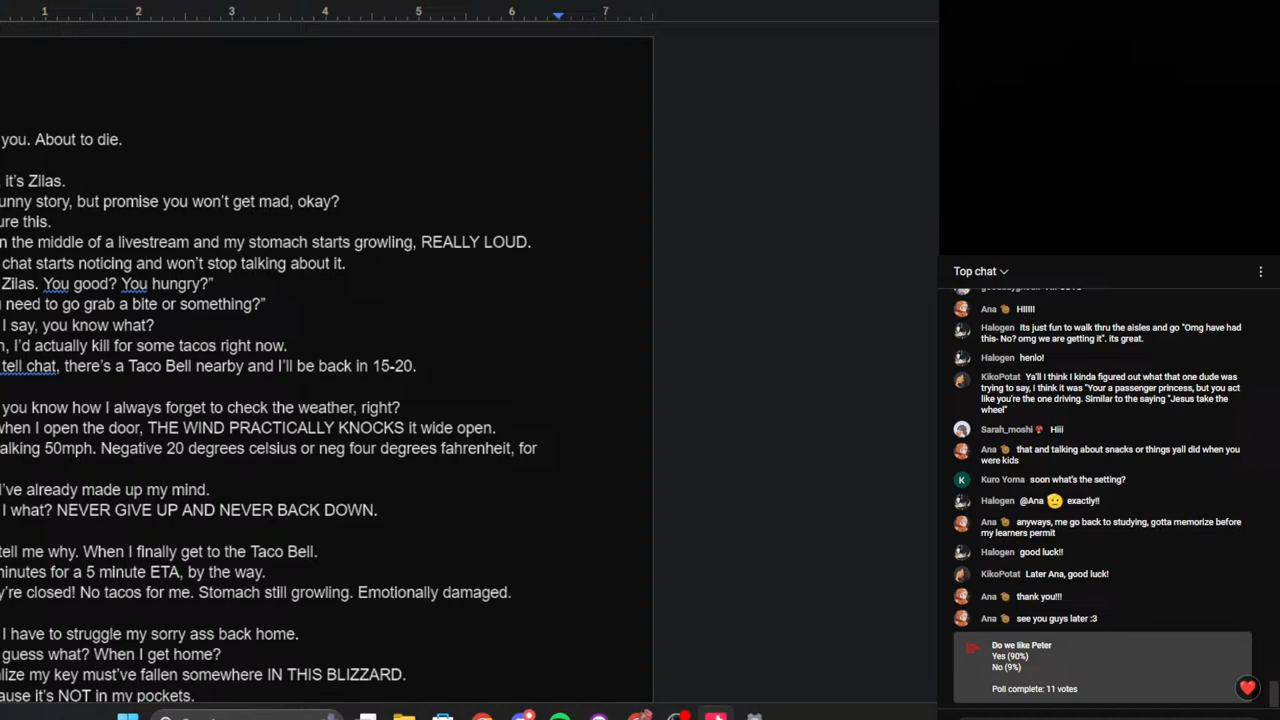 1 2 3 4 5 6 7
you. About to die.
, it's Zilas.
unny story, but promise you won't get mad, okay?
ure this.
n the middle of a livestream and my stomach starts growling, REALLY LOUD.
chat starts noticing and won't stop talking about it.
Zilas. You good? You hungry?"
u need to go grab a bite or something?"
I say, you know what?
h, I'd actually kill for some tacos right now.
tell chat, there's a Taco Bell nearby and I'll be back in 15-20.
you know how I always forget to check the weather, right?
when I open the door, THE WIND PRACTICALLY KNOCKS it wide open.
alking 50mph. Negative 20 degrees celsius or neg four degrees fahrenheit, for
I've already made up my mind.
I what? NEVER GIVE UP AND NEVER BACK DOWN.
tell me why. When I finally get to the Taco Bell.
minutes for a 5 minute ETA, by the way.
y're closed! No tacos for me. Stomach still growling. Emotionally damaged.
I have to struggle my sorry ass back home.
guess what? When I get home?
alize my key must've fallen somewhere IN THIS BLIZZARD.
ause it's NOT in my pockets.
Top chat
Ana HIIIII
Halogen Its just fun to walk thru the aisles and go "Omg have had
this- No? omg we are getting it". its great.
Halogen henlo!
KikoPotat Ya'll I think I kinda figured out what that one dude was
trying to say, I think it was "Your a passenger princess, but you act
like you're the one driving. Similar to the saying "Jesus take the
wheel"
Sarah_moshi Hiii
Ana that and talking about snacks or things yall did when you
were kids
K Kuro Yoma soon what's the setting?
Halogen @Ana exactly!!
Ana anyways, me go back to studying, gotta memorize before
my learners permit
Halogen good luck!!
KikoPotat Later Ana, good luck!
Ana thank you!!!
Ana see you guys later :3
Do we like Peter
Yes (90%)
No (9%)
Poll complete: 11 votes